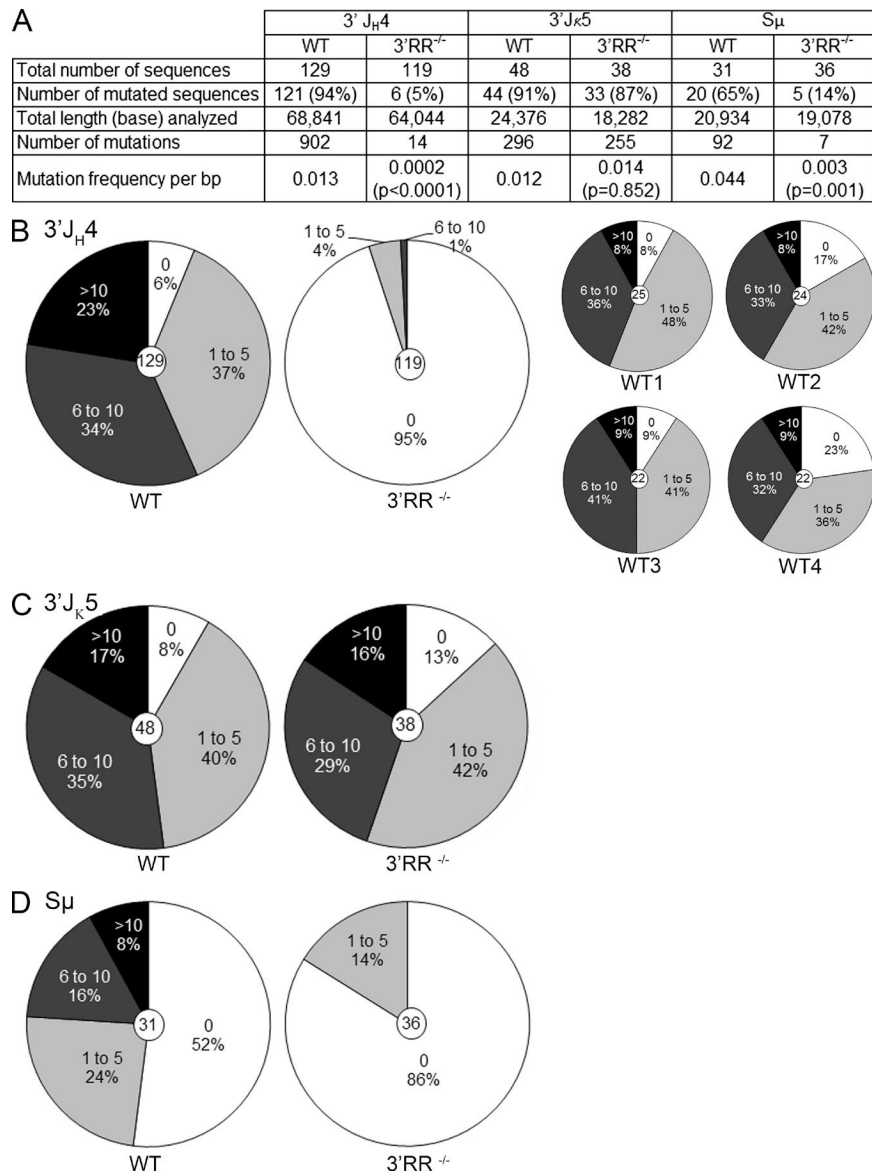 A
3' JH4 3'Jκ5 Sµ
WT 3'RR-/- WT 3'RR-/- WT 3'RR-/-
Total number of sequences 129 119 48 38 31 36
Number of mutated sequences 121 (94%) 6 (5%) 44 (91%) 33 (87%) 20 (65%) 5 (14%)
Total length (base) analyzed 68,841 64,044 24,376 18,282 20,934 19,078
Number of mutations 902 14 296 255 92 7
Mutation frequency per bp 0.013 0.0002 (p<0.0001) 0.012 0.014 (p=0.852) 0.044 0.003 (p=0.001)
B 3'JH4
0
6%
1 to 5
37%
6 to 10
34%
>10
23%
129
WT
1 to 5
4%
6 to 10
1%
119
0
95%
3'RR -/-
>10
8%
0
8%
6 to 10
36%
25
1 to 5
48%
WT1
>10
8%
0
17%
6 to 10
33%
24
1 to 5
42%
WT2
>10
9%
0
9%
6 to 10
41%
22
1 to 5
41%
WT3
>10
9%
0
23%
6 to 10
32%
22
1 to 5
36%
WT4
C 3'JK5
>10
17%
0
8%
48
6 to 10
35%
1 to 5
40%
WT
>10
16%
0
13%
38
6 to 10
29%
1 to 5
42%
3'RR -/-
D Sµ
>10
8%
6 to 10
16%
31
0
52%
1 to 5
24%
WT
1 to 5
14%
36
0
86%
3'RR -/-